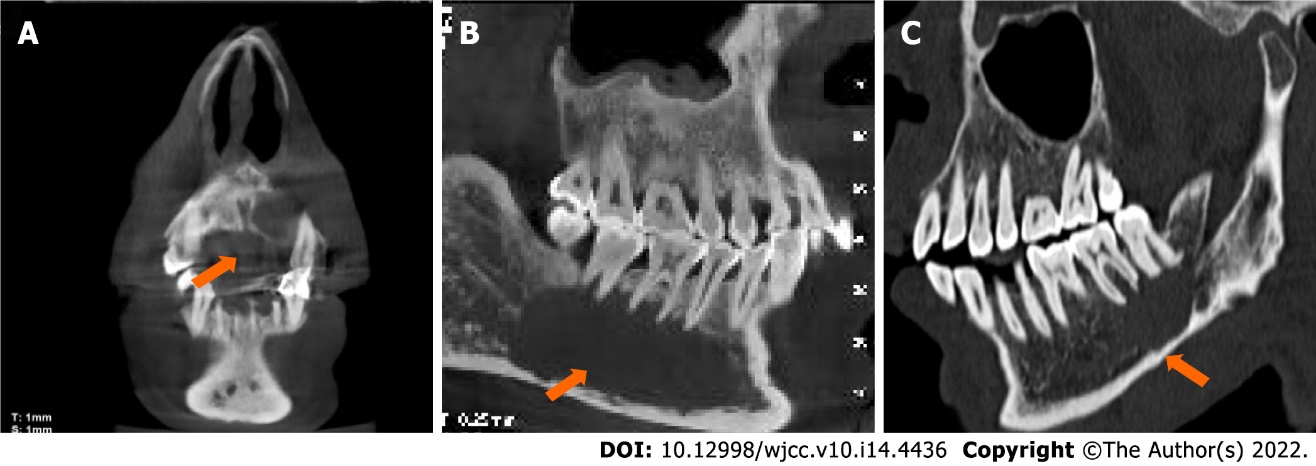 A
B
C
T: 1mm
S: 1mm
DOI: 10.12998/wjcc.v10.i14.4436 Copyright ©The Author(s) 2022.